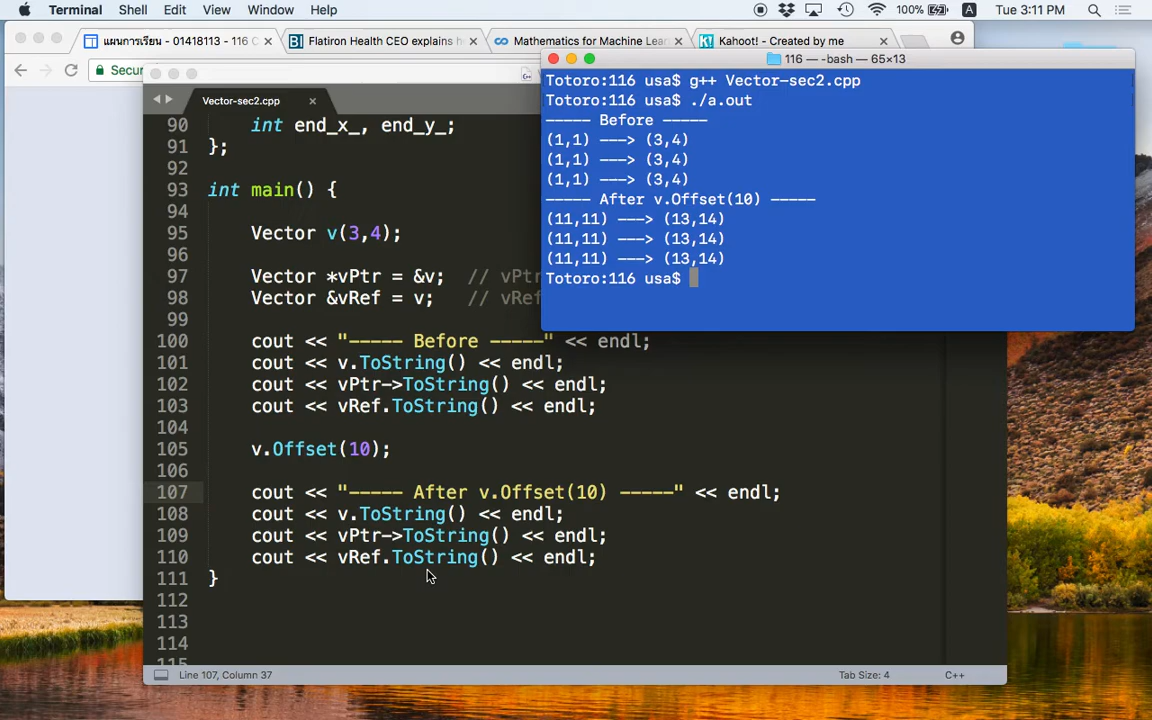 Terminal Shell Edit View Window Help 100% A Tue 3:11 PM
แผนการเรียน - 01418113 - 116 C
Flatiron Health CEO explains h
Mathematics for Machine Lear
Kahoot! - Created by me
Secur
116 — -bash — 65×13
Totoro:116 usa$ g++ Vector-sec2.cpp
Totoro:116 usa$ ./a.out
----- Before -----
(1,1) ---> (3,4)
(1,1) ---> (3,4)
(1,1) ---> (3,4)
----- After v.Offset(10) -----
(11,11) ---> (13,14)
(11,11) ---> (13,14)
(11,11) ---> (13,14)
Totoro:116 usa$
Vector-sec2.cpp
90 int end_x_, end_y_;
91 };
92
93 int main() {
94
95 Vector v(3,4);
96
97 Vector *vPtr = &v; // vPt
98 Vector &vRef = v; // vRe
99
100 cout << "----- Before -----" << endl;
101 cout << v.ToString() << endl;
102 cout << vPtr->ToString() << endl;
103 cout << vRef.ToString() << endl;
104
105 v.Offset(10);
106
107 cout << "----- After v.Offset(10) -----" << endl;
108 cout << v.ToString() << endl;
109 cout << vPtr->ToString() << endl;
110 cout << vRef.ToString() << endl;
111 }
112
113
114
115
Line 107, Column 37 Tab Size: 4 C++